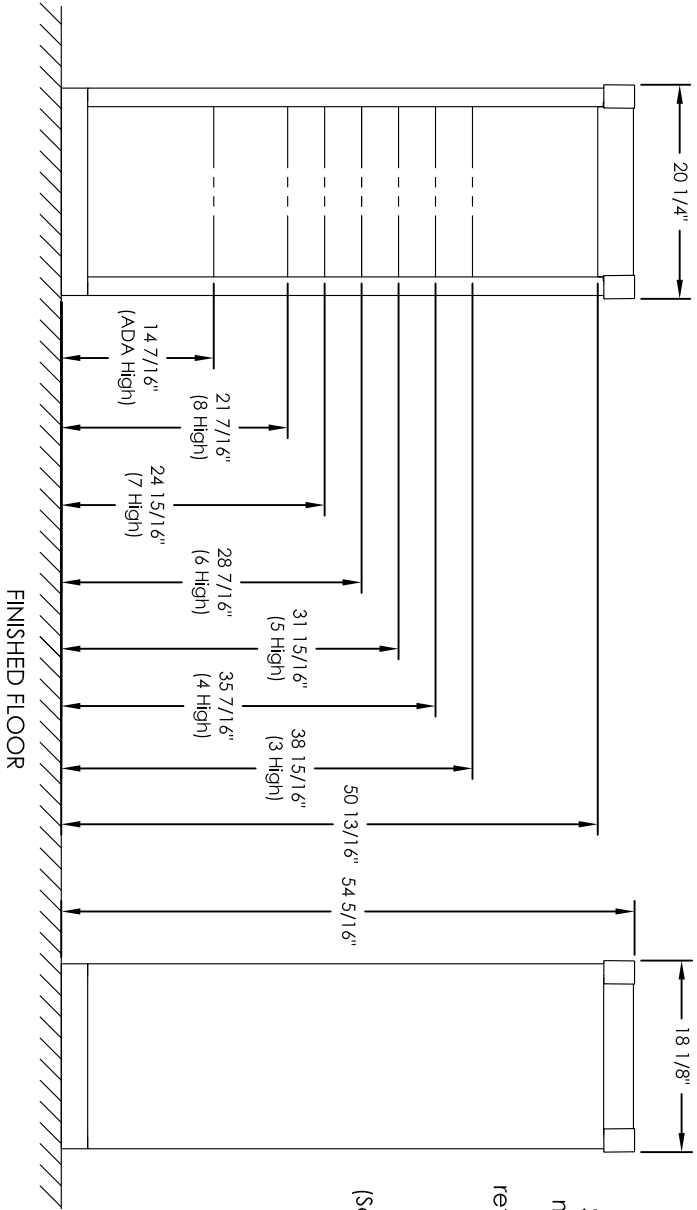 20 1/4"
14 7/16"
(ADA High)
21 7/16"
(8 High)
24 15/16"
(7 High)
28 7/16"
(6 High)
31 15/16"
(5 High)
35 7/16"
(4 High)
38 15/16"
(3 High)
50 13/16"
54 5/16"
18 1/8"
FINISHED FLOOR